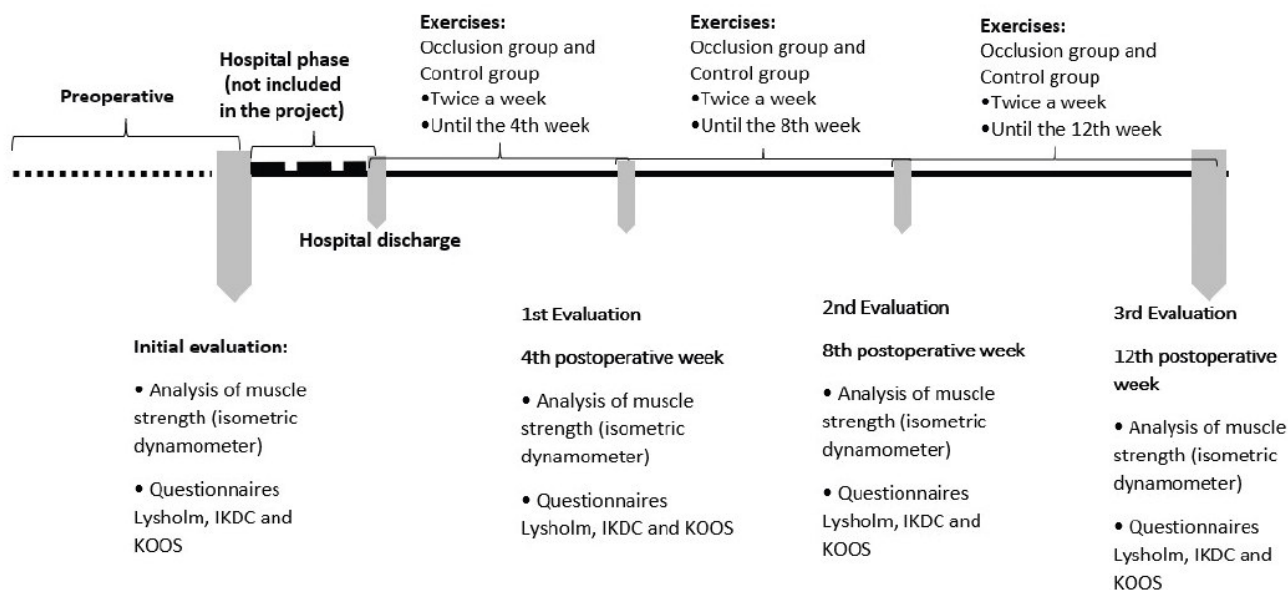 Preoperative
Hospital phase
(not included
in the project)
Exercises:
Occlusion group and
Control group
•Twice a week
•Until the 4th week
Exercises:
Occlusion group and
Control group
•Twice a week
•Until the 8th week
Exercises:
Occlusion group and
Control group
•Twice a week
•Until the 12th week
Hospital discharge
Initial evaluation:
• Analysis of muscle
strength (isometric
dynamometer)
• Questionnaires
Lysholm, IKDC and
KOOS
1st Evaluation
4th postoperative week
• Analysis of muscle
strength (isometric
dynamometer)
• Questionnaires
Lysholm, IKDC and KOOS
2nd Evaluation
8th postoperative week
• Analysis of muscle
strength (isometric
dynamometer)
• Questionnaires
Lysholm, IKDC and
KOOS
3rd Evaluation
12th postoperative
week
• Analysis of muscle
strength (isometric
dynamometer)
• Questionnaires
Lysholm, IKDC and
KOOS